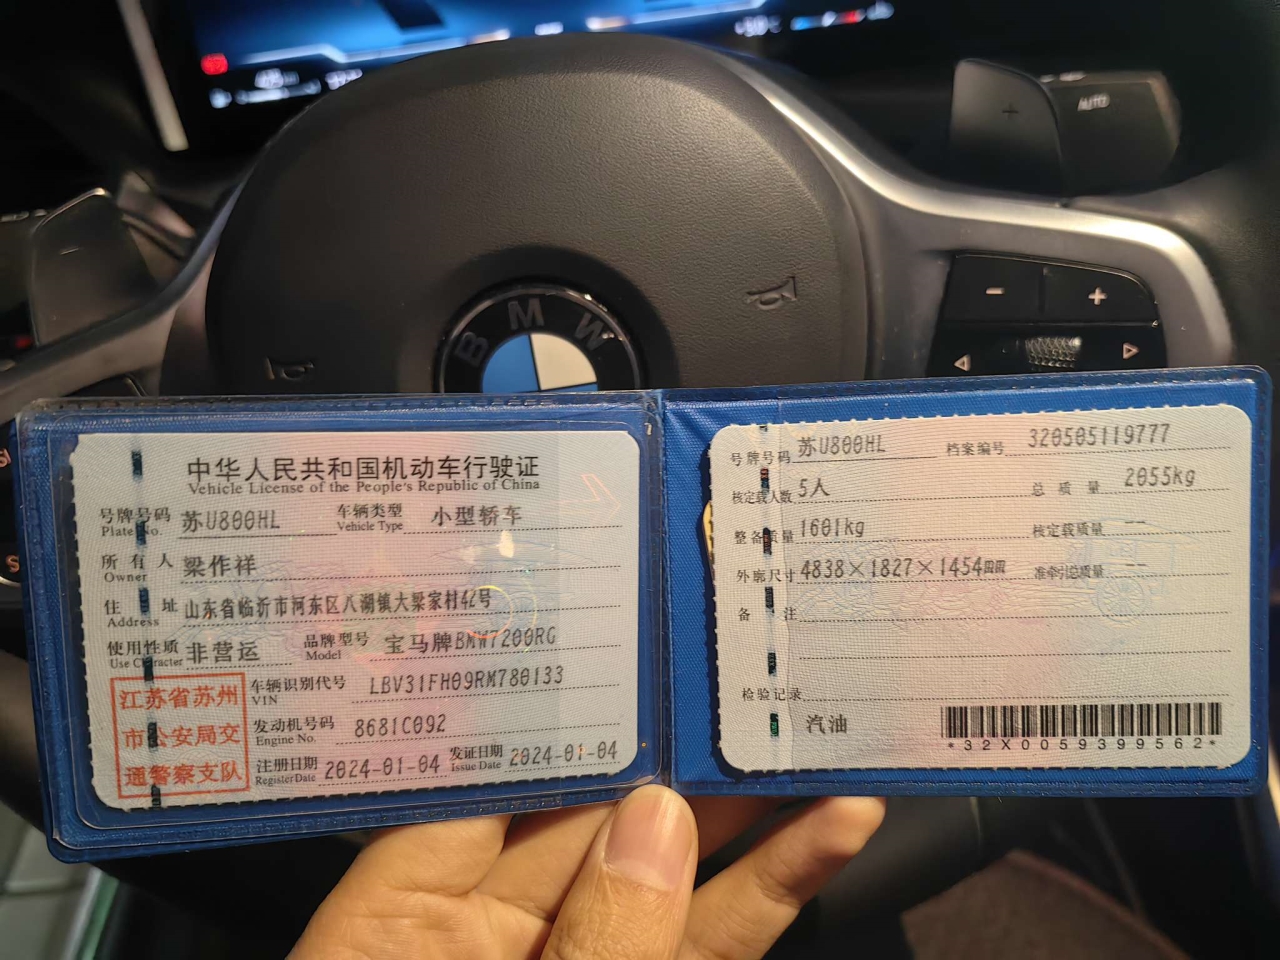 AUTO
BMW
中华人民共和国机动车行驶证
Vehicle License of the People's Republic of China
号牌号码 苏U800HL 车辆类型 小型轿车
Plate No. Vehicle Type
所有人 梁作祥
Owner
住址 山东省临沂市河东区八湖镇大梁家村42号
Address
使用性质 非营运 品牌型号 宝马牌BMW7200RG
Use Character Model
江苏省苏州
市公安局交
通警察支队
车辆识别代号 LBV31FH09RM780133
VIN
发动机号码 8681C092
Engine No.
注册日期 2024-01-04 发证日期 2024-01-04
Register Date Issue Date
号牌号码 苏U800HL 档案编号 320505119777
核定载人数 5人 总质量 2055kg
整备质量 1601kg 核定载质量 --
外廓尺寸 4838×1827×1454mm 准牵引总质量 --
备注
检验记录
汽油
*32X0059399562*